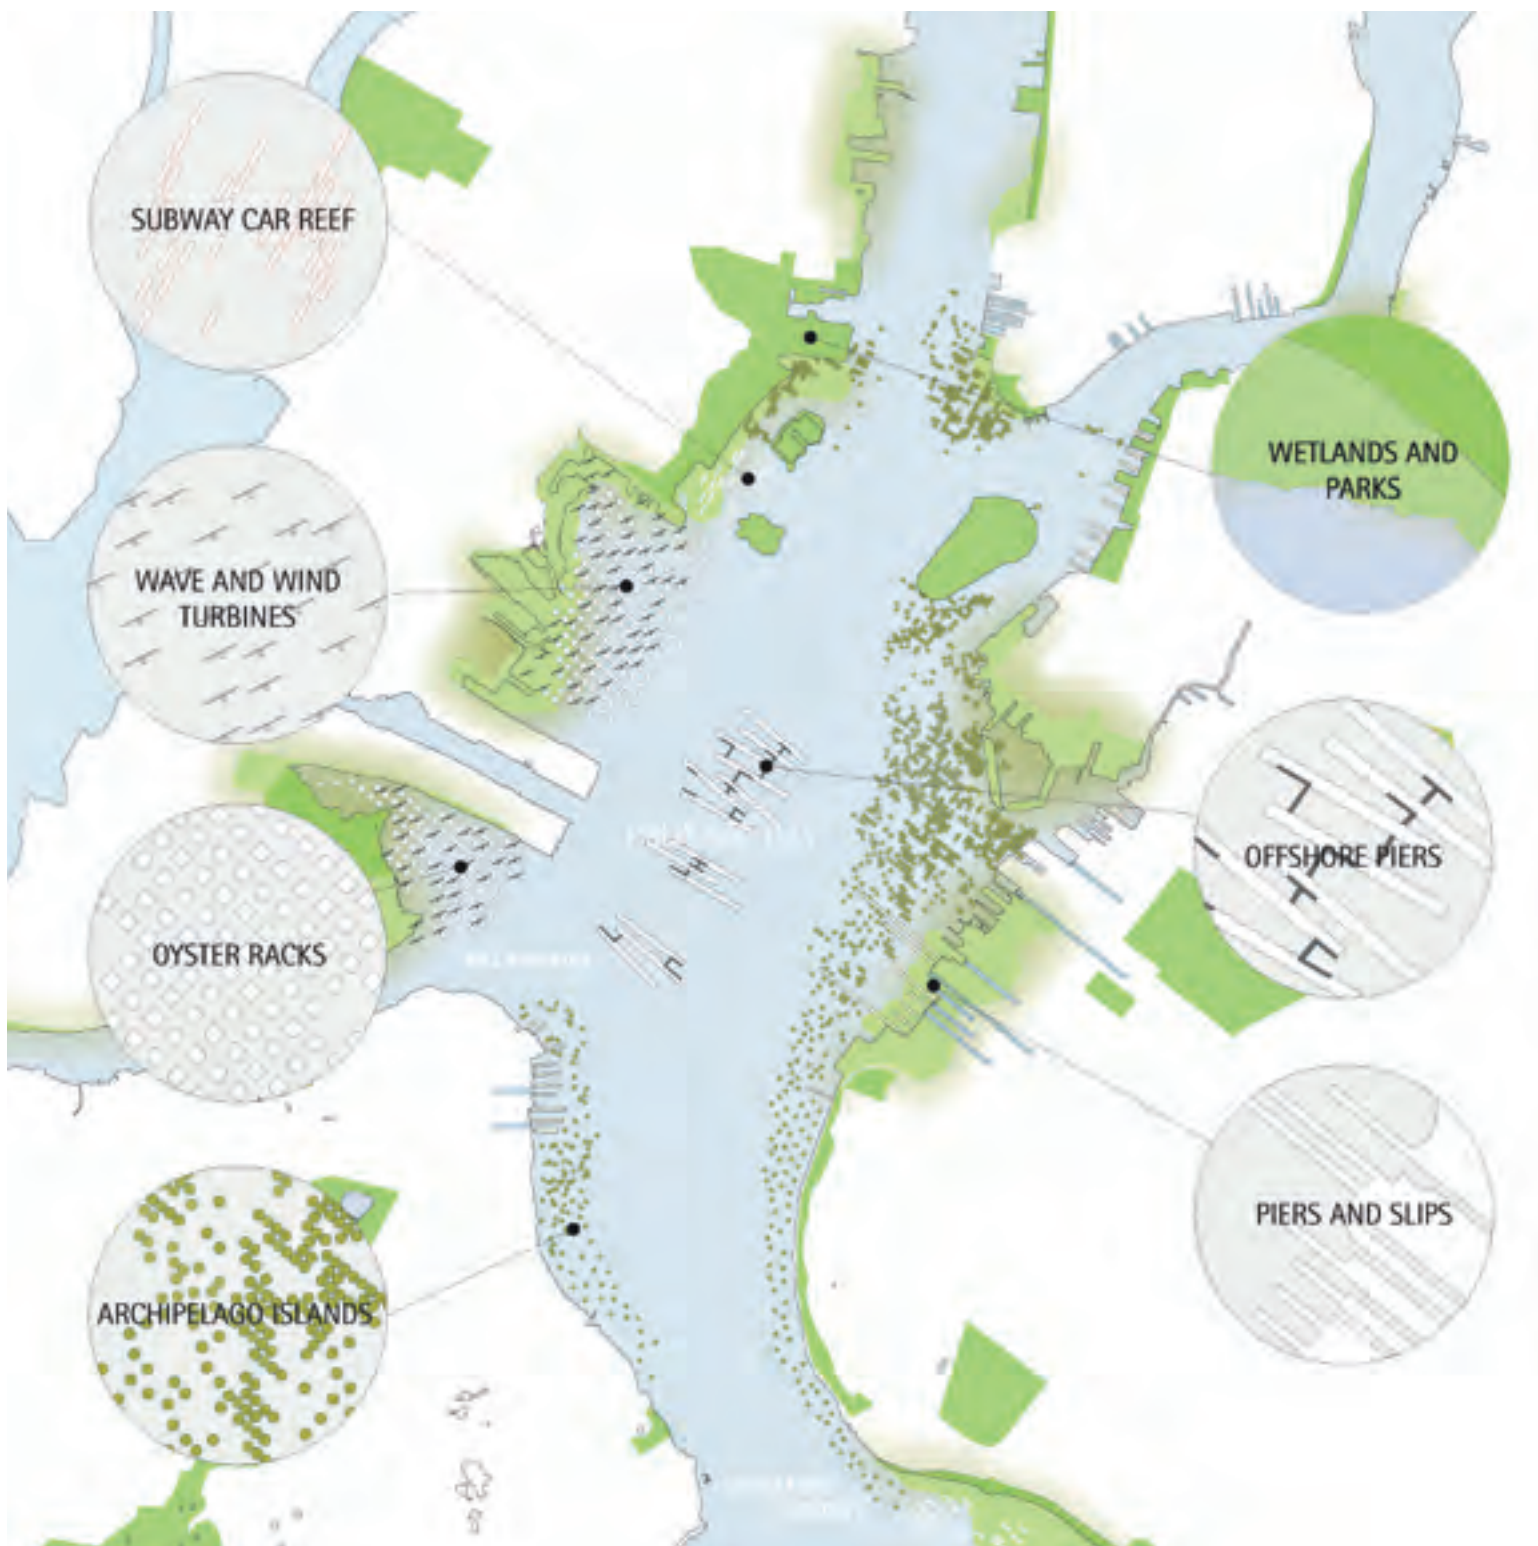 SUBWAY CAR REEF
WETLANDS AND
PARKS
WAVE AND WIND
TURBINES
OFFSHORE PIERS
OYSTER RACKS
PIERS AND SLIPS
ARCHIPELAGO ISLANDS